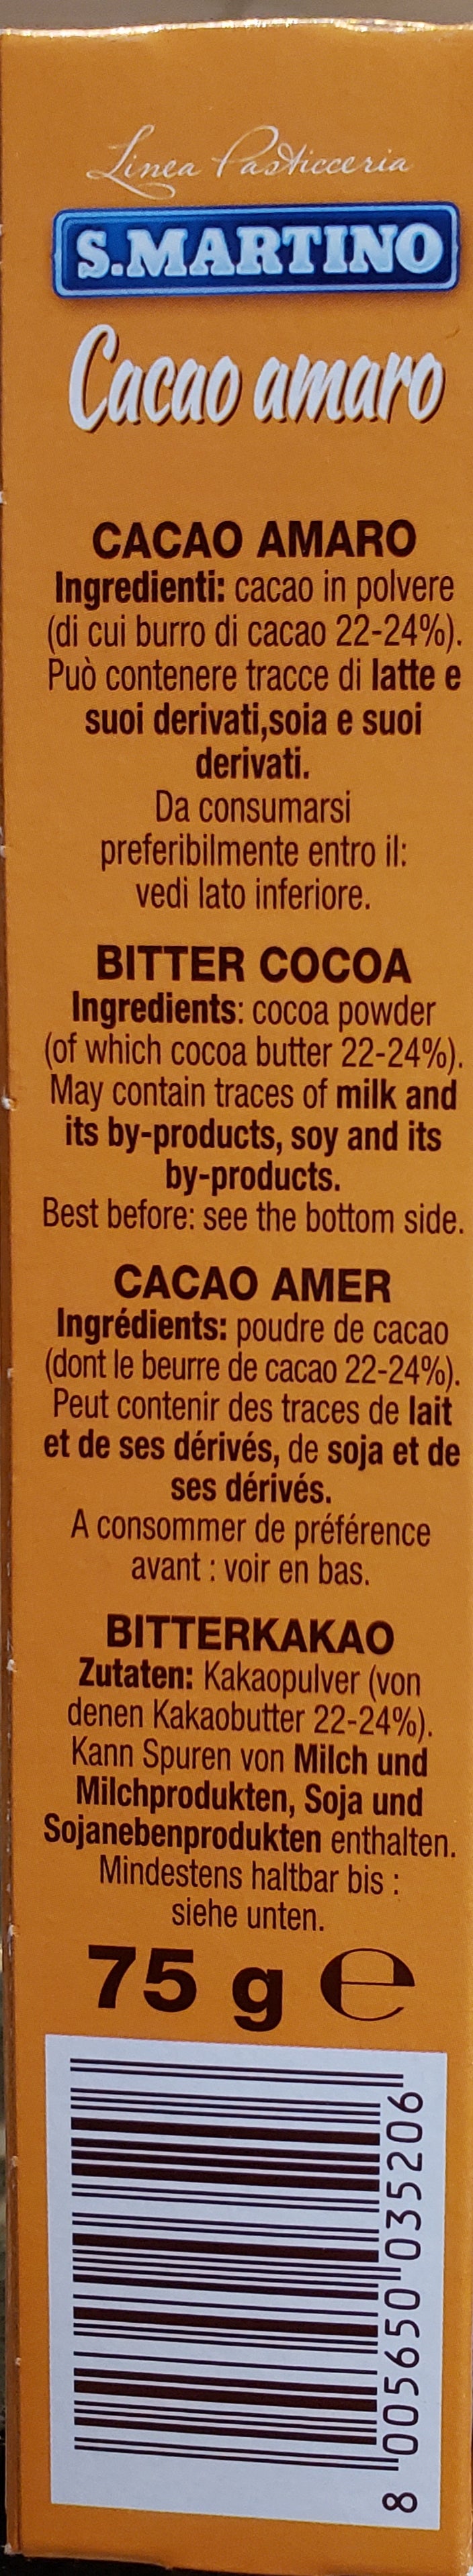 Linea Pasticceria
S.MARTINO
Cacao amaro
CACAO AMARO
Ingredienti: cacao in polvere
(di cui burro di cacao 22-24%).
Può contenere tracce di latte e
suoi derivati,soia e suoi
derivati.
Da consumarsi
preferibilmente entro il:
vedi lato inferiore.
BITTER COCOA
Ingredients: cocoa powder
(of which cocoa butter 22-24%).
May contain traces of milk and
its by-products, soy and its
by-products.
Best before: see the bottom side.
CACAO AMER
Ingrédients: poudre de cacao
(dont le beurre de cacao 22-24%).
Peut contenir des traces de lait
et de ses dérivés, de soja et de
ses dérivés.
A consommer de préférence
avant : voir en bas.
BITTERKAKAO
Zutaten: Kakaopulver (von
denen Kakaobutter 22-24%).
Kann Spuren von Milch und
Milchprodukten, Soja und
Sojanebenprodukten enthalten.
Mindestens haltbar bis :
siehe unten.
75 g e
8 005650 035206